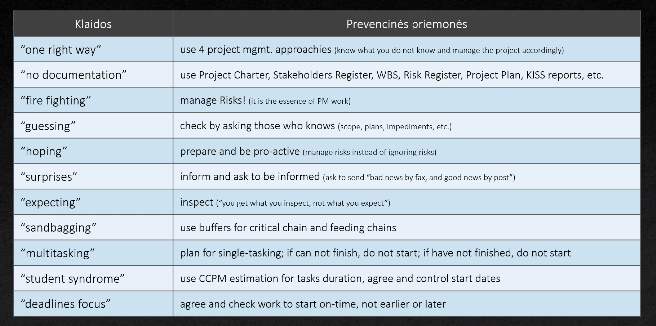 Klaidos Prevencinės priemonės
“one right way” use 4 project mgmt. approachies (know what you do not know and manage the project accordingly)
“no documentation” use Project Charter, Stakeholders Register, WBS, Risk Register, Project Plan, KISS reports, etc.
“fire fighting” manage Risks! (it is the essence of PM work)
“guessing” check by asking those who knows (scope, plans, impediments, etc.)
“hoping” prepare and be pro-active (manage risks instead of ignoring risks)
“surprises” inform and ask to be informed (ask to send “bad news by fax, and good news by post”)
“expecting” inspect (“you get what you inspect, not what you expect”)
“sandbagging” use buffers for critical chain and feeding chains
“multitasking” plan for single-tasking; if can not finish, do not start; if have not finished, do not start
“student syndrome” use CCPM estimation for tasks duration, agree and control start dates
“deadlines focus” agree and check work to start on-time, not earlier or later